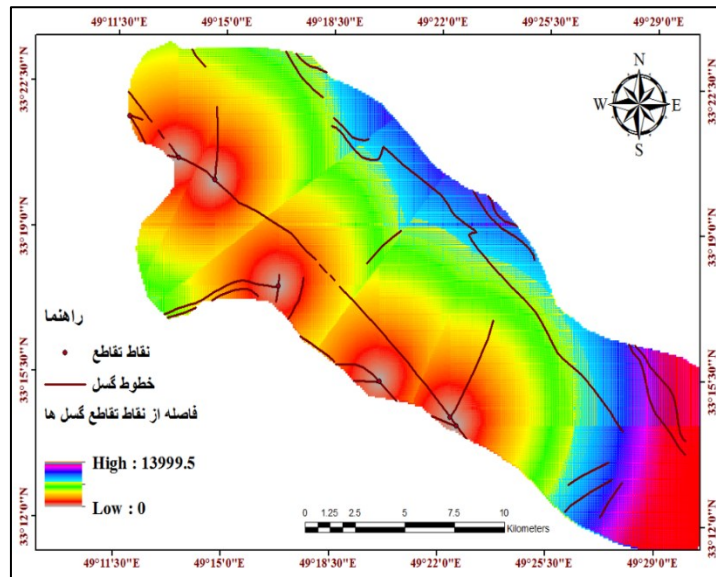 49°11'30"E 49°15'0"E 49°18'30"E 49°22'0"E 49°25'30"E 49°29'0"E
33°22'30"N 33°22'30"N
N
W E
S
33°19'0"N 33°19'0"N
راهنما
نقاط تقاطع
33°15'30"N 33°15'30"N
خطوط گسل
فاصله از نقاط تقاطع گسل ها
High : 13999.5
Low : 0
0 1.25 2.5 5 7.5 10
Kilometers
33°12'0"N 33°12'0"N
49°11'30"E 49°15'0"E 49°18'30"E 49°22'0"E 49°25'30"E 49°29'0"E